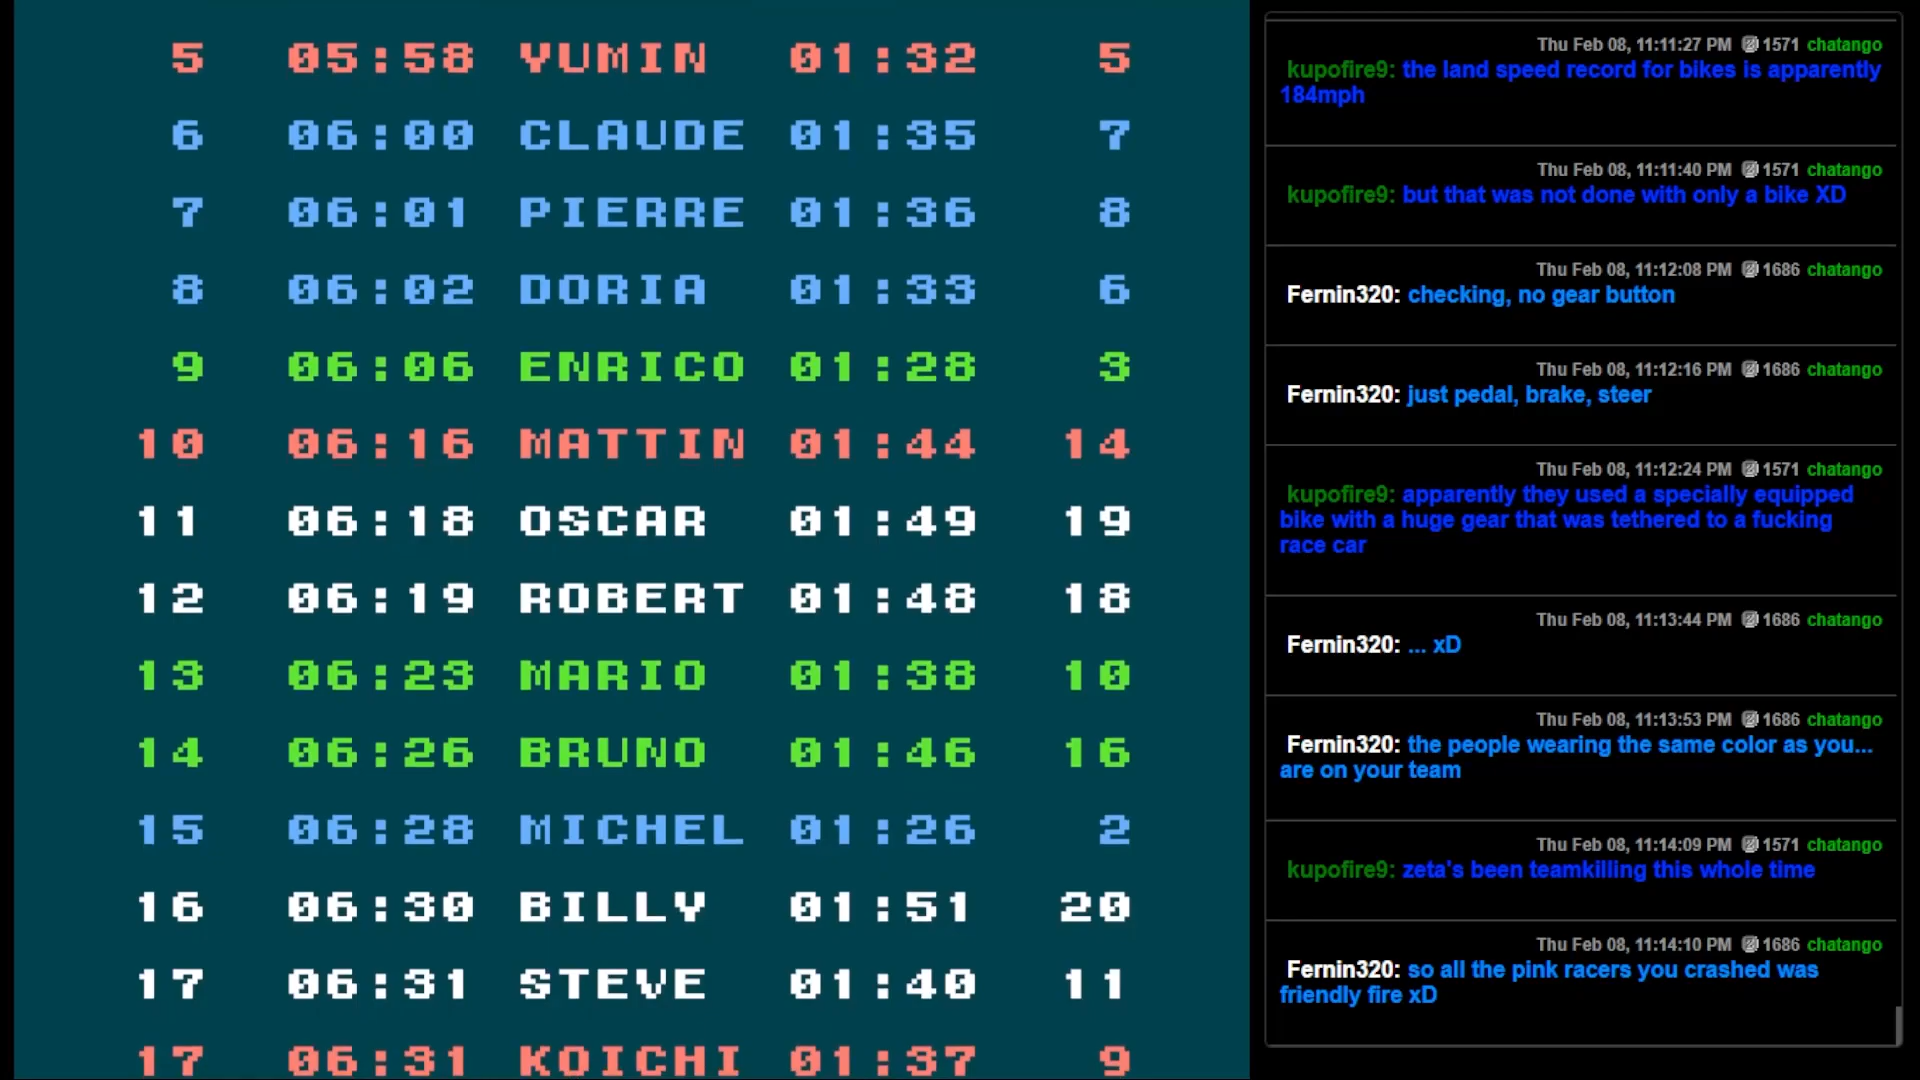 5 05:58 YUMIN 01:32 5
6 06:00 CLAUDE 01:35 7
7 06:01 PIERRE 01:36 8
8 06:02 DORIA 01:33 6
9 06:06 ENRICO 01:28 3
10 06:16 MATTIN 01:44 14
11 06:18 OSCAR 01:49 19
12 06:19 ROBERT 01:48 18
13 06:23 MARIO 01:38 10
14 06:26 BRUNO 01:46 16
15 06:28 MICHEL 01:26 2
16 06:30 BILLY 01:51 20
17 06:31 STEVE 01:40 11
17 06:31 KOICHI 01:37 9
Thu Feb 08, 11:11:27 PM 1571 chatango
kupofire9: the land speed record for bikes is apparently
184mph
Thu Feb 08, 11:11:40 PM 1571 chatango
kupofire9: but that was not done with only a bike XD
Thu Feb 08, 11:12:08 PM 1686 chatango
Fernin320: checking, no gear button
Thu Feb 08, 11:12:16 PM 1686 chatango
Fernin320: just pedal, brake, steer
Thu Feb 08, 11:12:24 PM 1571 chatango
kupofire9: apparently they used a specially equipped
bike with a huge gear that was tethered to a fucking
race car
Thu Feb 08, 11:13:44 PM 1686 chatango
Fernin320: ... xD
Thu Feb 08, 11:13:53 PM 1686 chatango
Fernin320: the people wearing the same color as you...
are on your team
Thu Feb 08, 11:14:09 PM 1571 chatango
kupofire9: zeta's been teamkilling this whole time
Thu Feb 08, 11:14:10 PM 1686 chatango
Fernin320: so all the pink racers you crashed was
friendly fire xD